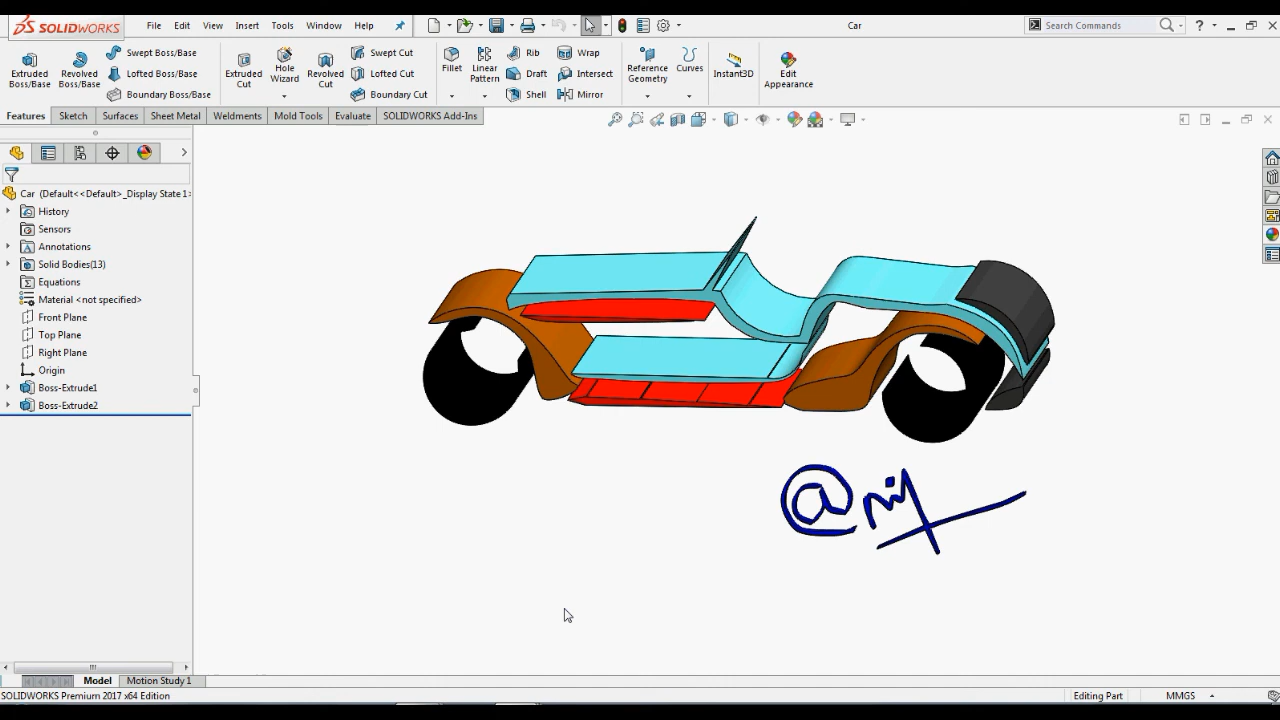 SOLIDWORKS File Edit View Insert Tools Window Help Car Search Commands
Extruded Boss/Base Revolved Boss/Base Swept Boss/Base Lofted Boss/Base Boundary Boss/Base Extruded Cut Hole Wizard Revolved Cut Swept Cut Lofted Cut Boundary Cut Fillet Linear Pattern Rib Draft Shell Wrap Intersect Mirror Reference Geometry Curves Instant3D Edit Appearance
Features Sketch Surfaces Sheet Metal Weldments Mold Tools Evaluate SOLIDWORKS Add-Ins
Car (Default<<Default>_Display State 1>
History
Sensors
Annotations
Solid Bodies(13)
Equations
Material <not specified>
Front Plane
Top Plane
Right Plane
Origin
Boss-Extrude1
Boss-Extrude2
Model Motion Study 1
SOLIDWORKS Premium 2017 x64 Edition Editing Part MMGS